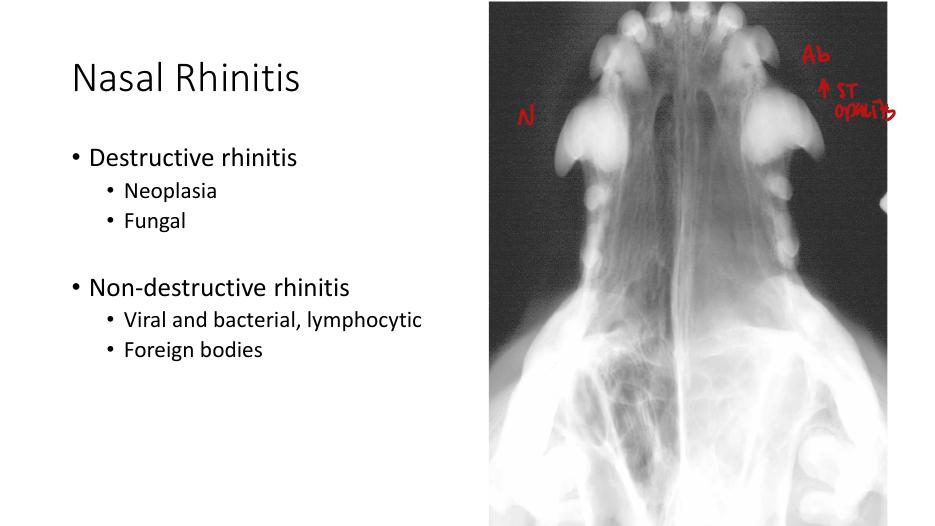 Nasal Rhinitis
• Destructive rhinitis
• Neoplasia
• Fungal
• Non-destructive rhinitis
• Viral and bacterial, lymphocytic
• Foreign bodies
N
Ab
↑ ST
opacity